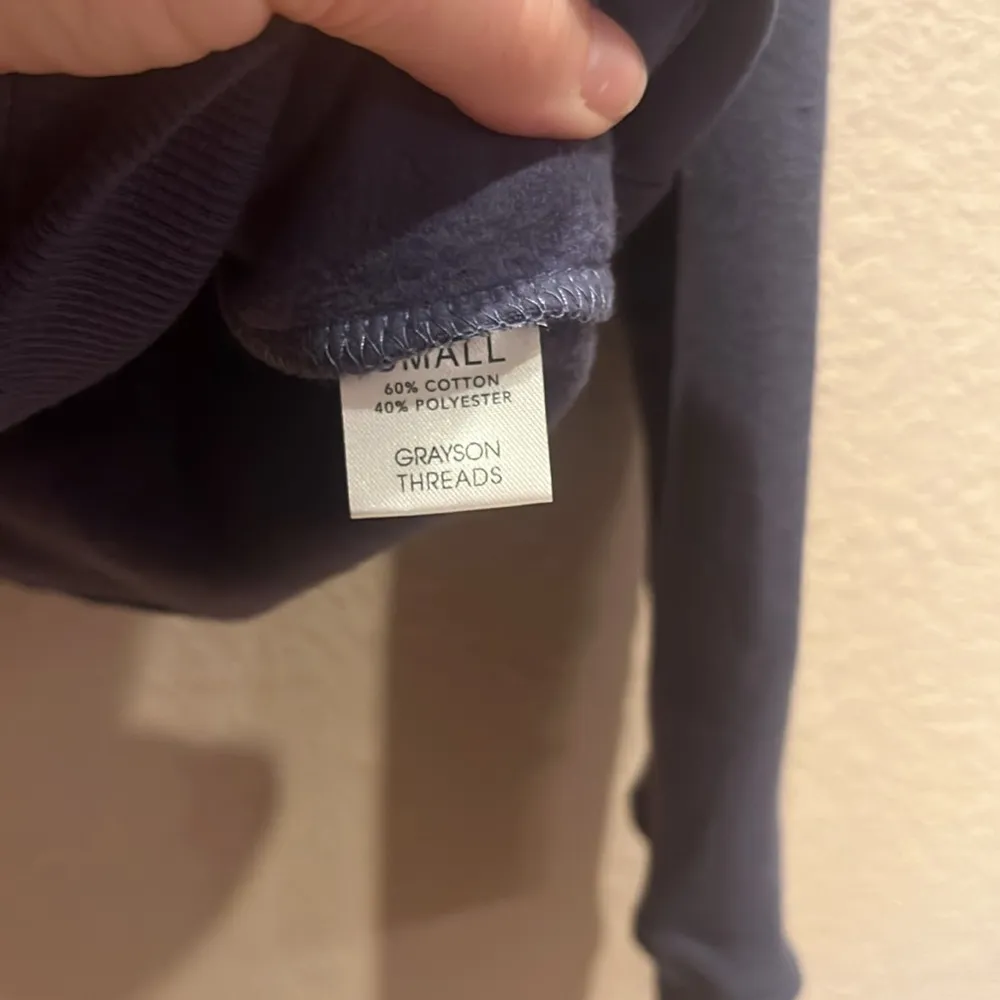 SMALL
60% COTTON
40% POLYESTER
GRAYSON
THREADS